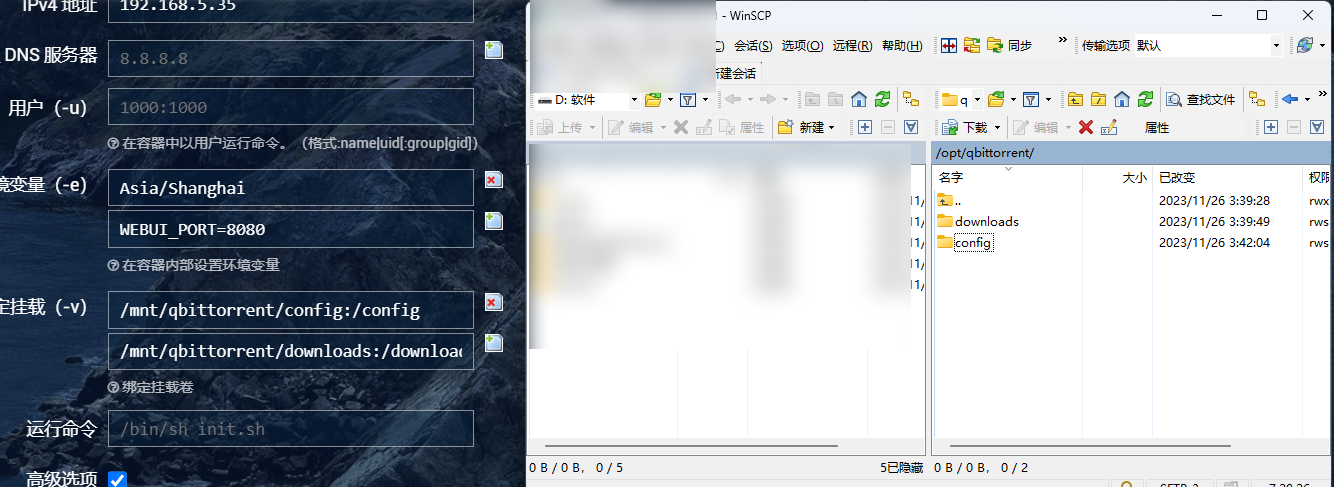 IPv4 地址
192.168.5.35
DNS 服务器
8.8.8.8
用户（-u）
1000:1000
在容器中以用户运行命令。（格式:name|uid[:group|gid]）
境变量（-e）
Asia/Shanghai
WEBUI_PORT=8080
在容器内部设置环境变量
定挂载（-v）
/mnt/qbittorrent/config:/config
/mnt/qbittorrent/downloads:/downloac
绑定挂载卷
运行命令
/bin/sh init.sh
高级选项
- WinSCP
会话(S) 选项(O) 远程(R) 帮助(H)
同步
传输选项 默认
新建会话
D: 软件
q
查找文件
上传
编辑
属性
新建
下载
编辑
属性
/opt/qbittorrent/
名字 大小 已改变 权限
.. 2023/11/26 3:39:28 rwx
downloads 2023/11/26 3:39:49 rws
config 2023/11/26 3:42:04 rws
11/
11/
11/
11/
11/
0 B / 0 B， 0 / 5
5已隐藏
0 B / 0 B， 0 / 2